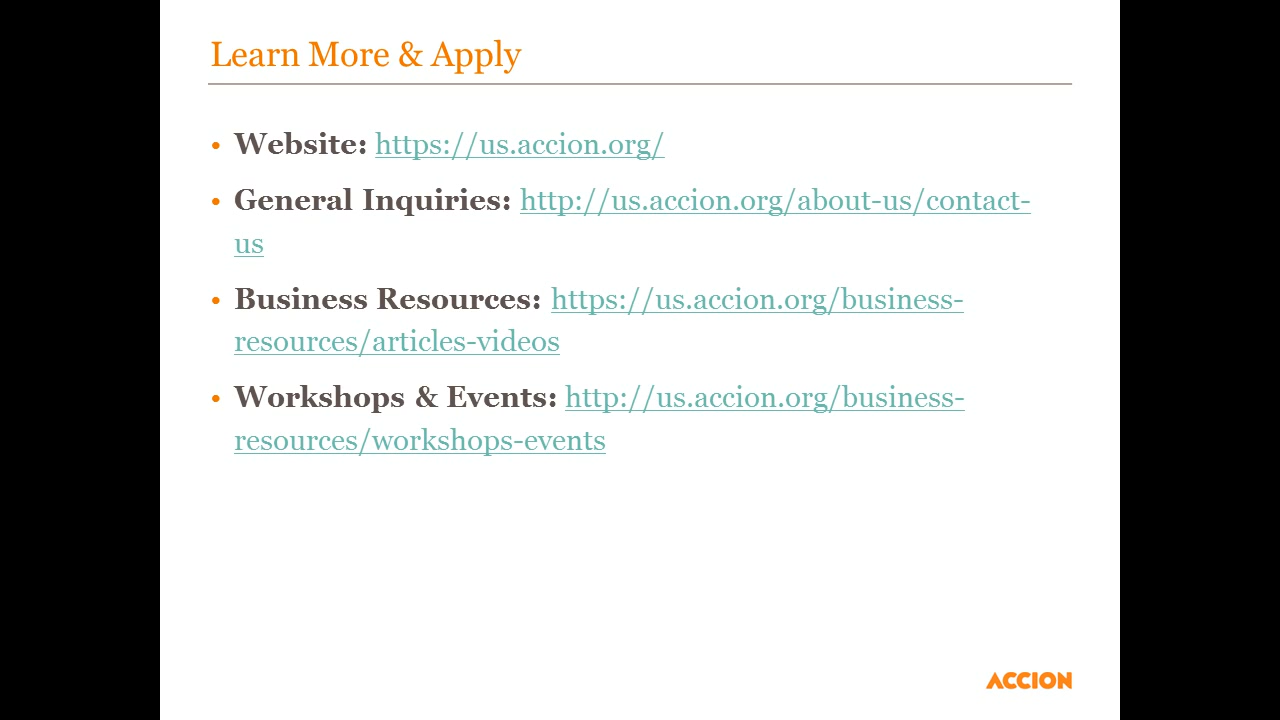 Learn More & Apply
• Website: https://us.accion.org/
• General Inquiries: http://us.accion.org/about-us/contact-
us
• Business Resources: https://us.accion.org/business-
resources/articles-videos
• Workshops & Events: http://us.accion.org/business-
resources/workshops-events
ACCION